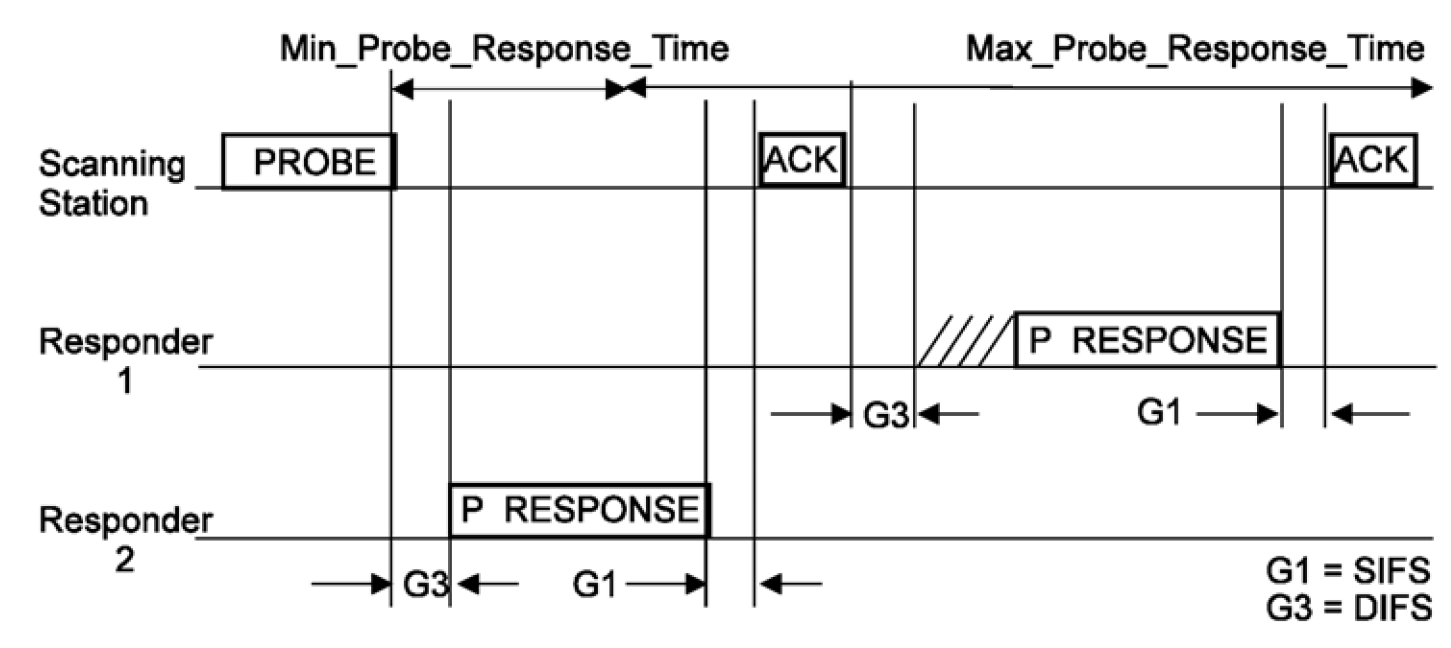 Min_Probe_Response_Time
Max_Probe_Response_Time
Scanning
Station
PROBE
ACK
ACK
Responder
1
P RESPONSE
G3
G1
Responder
2
P RESPONSE
G3
G1
G1 = SIFS
G3 = DIFS